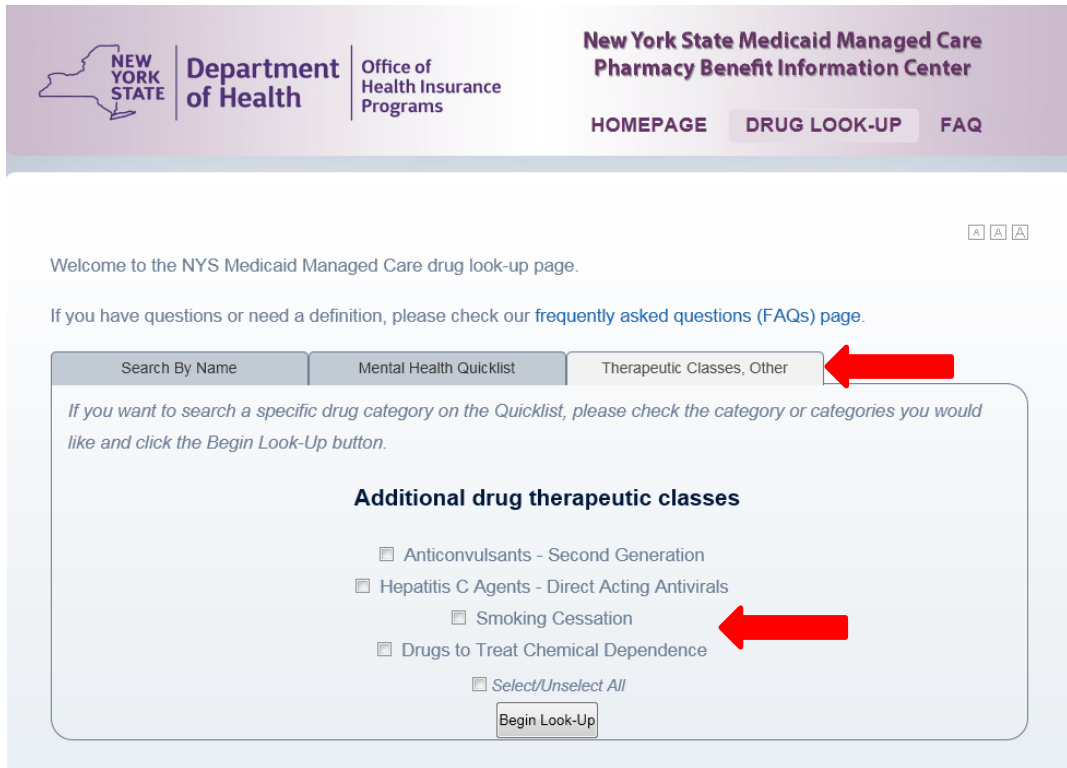 NEW
YORK
STATE
Department
of Health
Office of
Health Insurance
Programs
New York State Medicaid Managed Care
Pharmacy Benefit Information Center
HOMEPAGE DRUG LOOK-UP FAQ
A A A
Welcome to the NYS Medicaid Managed Care drug look-up page.
If you have questions or need a definition, please check our frequently asked questions (FAQs) page.
Search By Name Mental Health Quicklist Therapeutic Classes, Other
If you want to search a specific drug category on the Quicklist, please check the category or categories you would
like and click the Begin Look-Up button.
Additional drug therapeutic classes
Anticonvulsants - Second Generation
Hepatitis C Agents - Direct Acting Antivirals
Smoking Cessation
Drugs to Treat Chemical Dependence
Select/Unselect All
Begin Look-Up